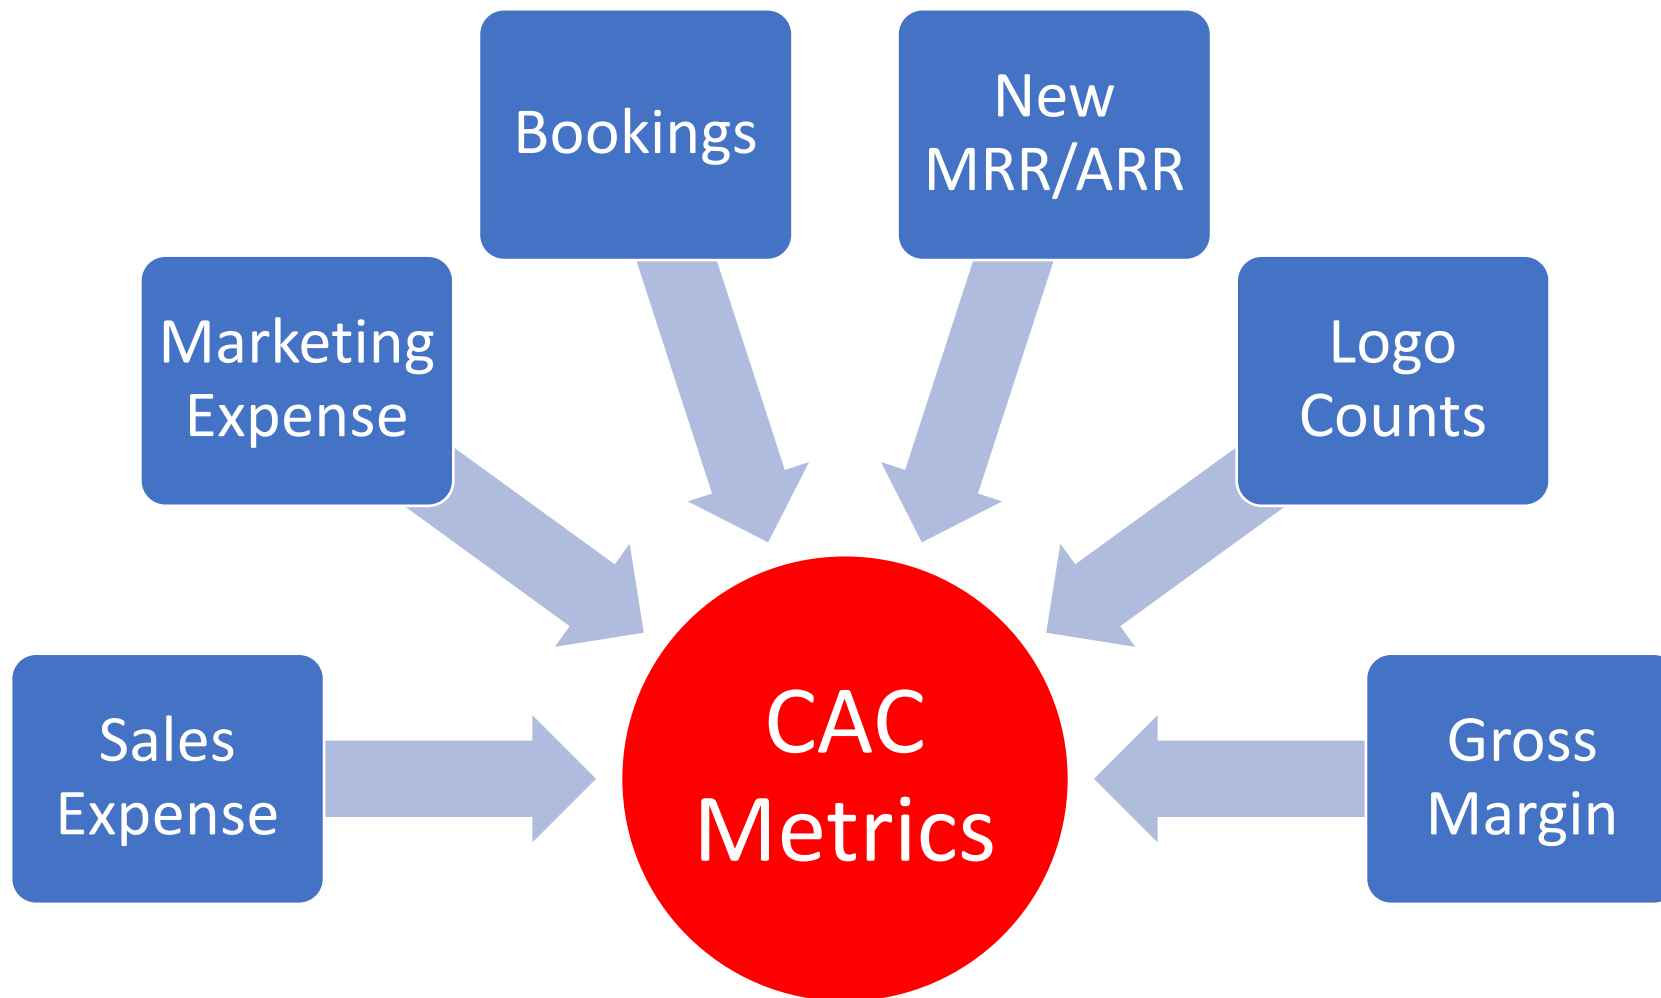 Bookings
New
MRR/ARR
Marketing
Expense
Logo
Counts
Sales
Expense
CAC
Metrics
Gross
Margin